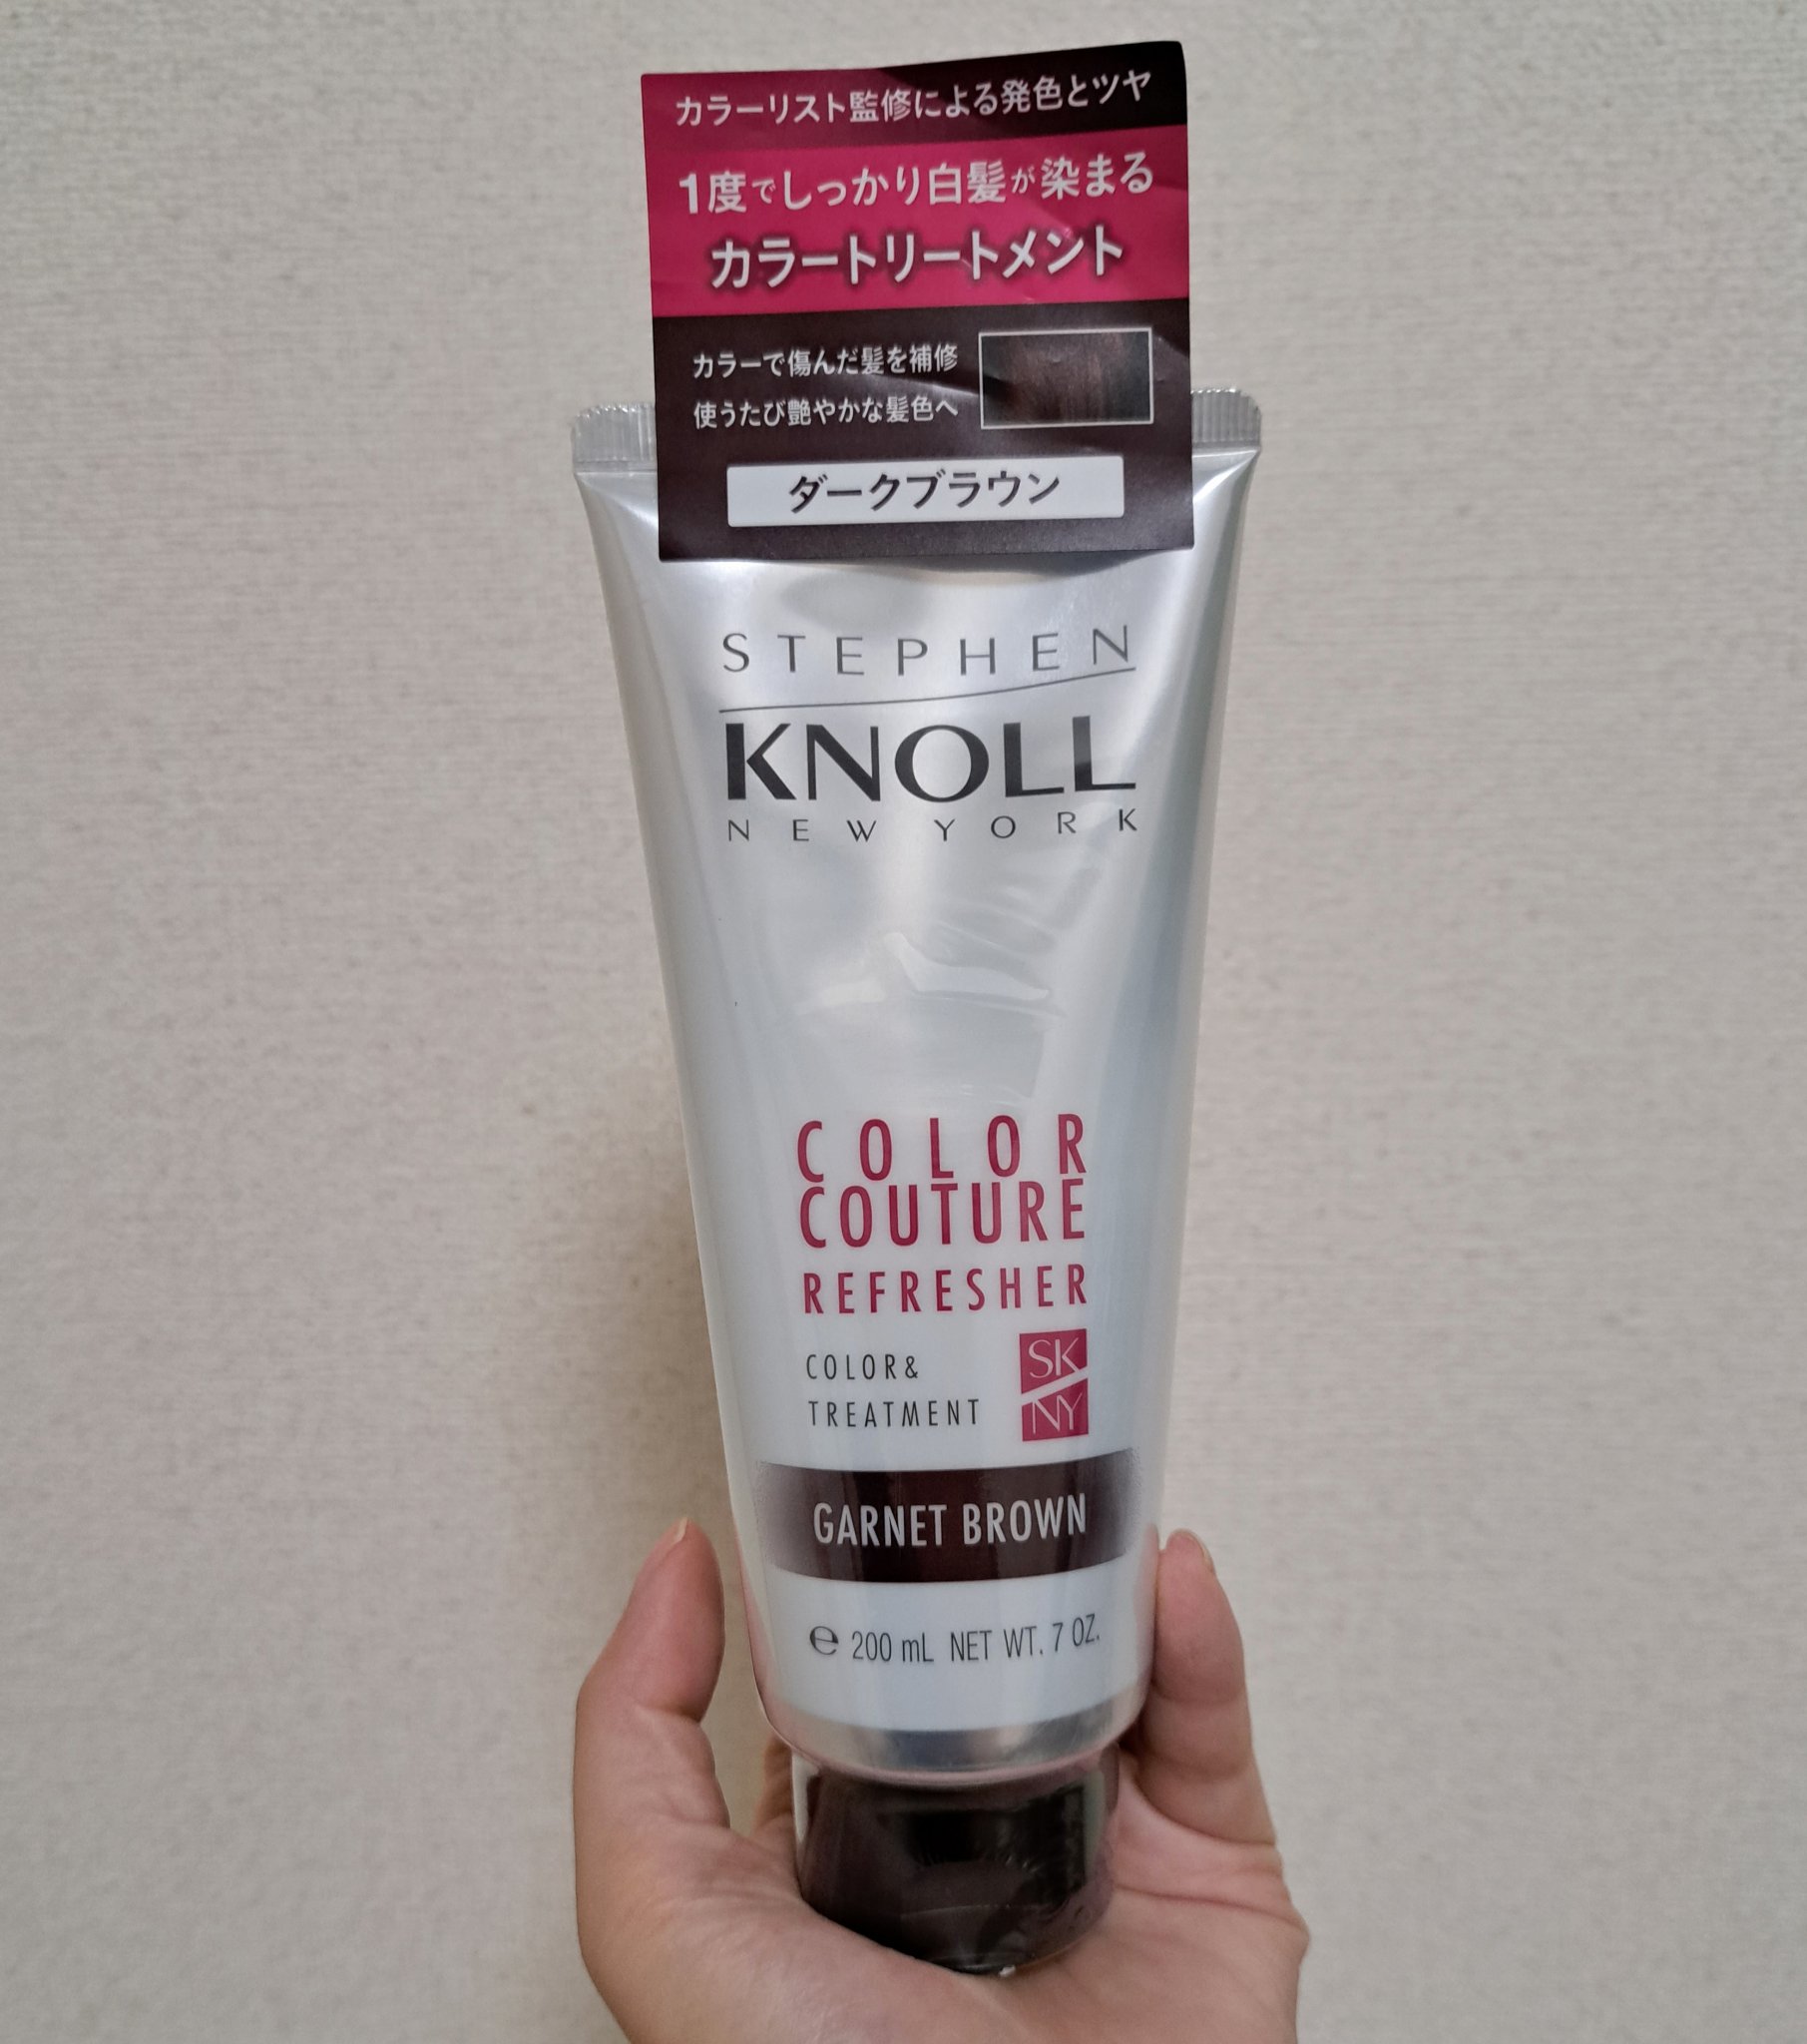 カラーリスト監修による発色とツヤ
1度でしっかり白髪が染まる
カラートリートメント
カラーで傷んだ髪を補修
使うたび艶やかな髪色へ
ダークブラウン
STEPHEN
KNOLL
NEW YORK
COLOR
COUTURE
REFRESHER
COLOR&
TREATMENT
SK
NY
GARNET BROWN
℮ 200 mL NET WT. 7 OZ.